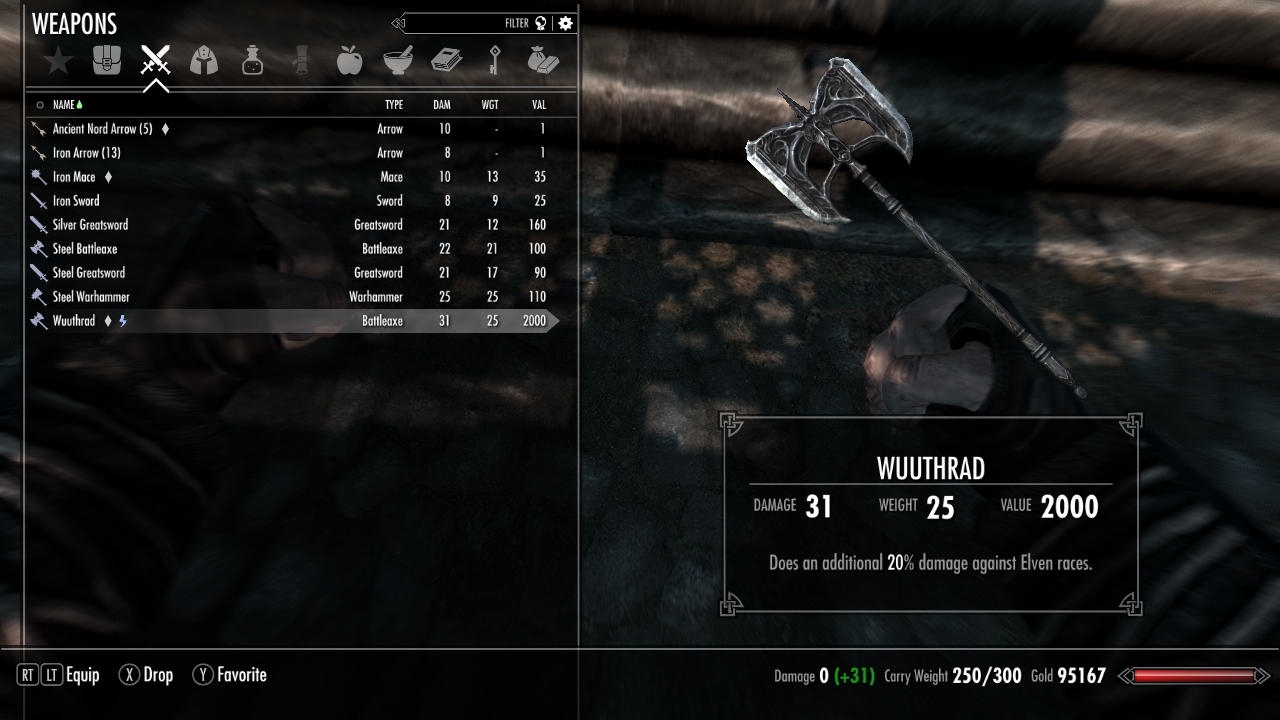 WEAPONS
FILTER
NAME TYPE DAM WGT VAL
Ancient Nord Arrow (5) Arrow 10 - 1
Iron Arrow (13) Arrow 8 - 1
Iron Mace Mace 10 13 35
Iron Sword Sword 8 9 25
Silver Greatsword Greatsword 21 12 160
Steel Battleaxe Battleaxe 22 21 100
Steel Greatsword Greatsword 21 17 90
Steel Warhammer Warhammer 25 25 110
Wuuthrad Battleaxe 31 25 2000
WUUTHRAD
DAMAGE 31 WEIGHT 25 VALUE 2000
Does an additional 20% damage against Elven races.
RT LT Equip X Drop Y Favorite
Damage 0 (+31) Carry Weight 250/300 Gold 95167